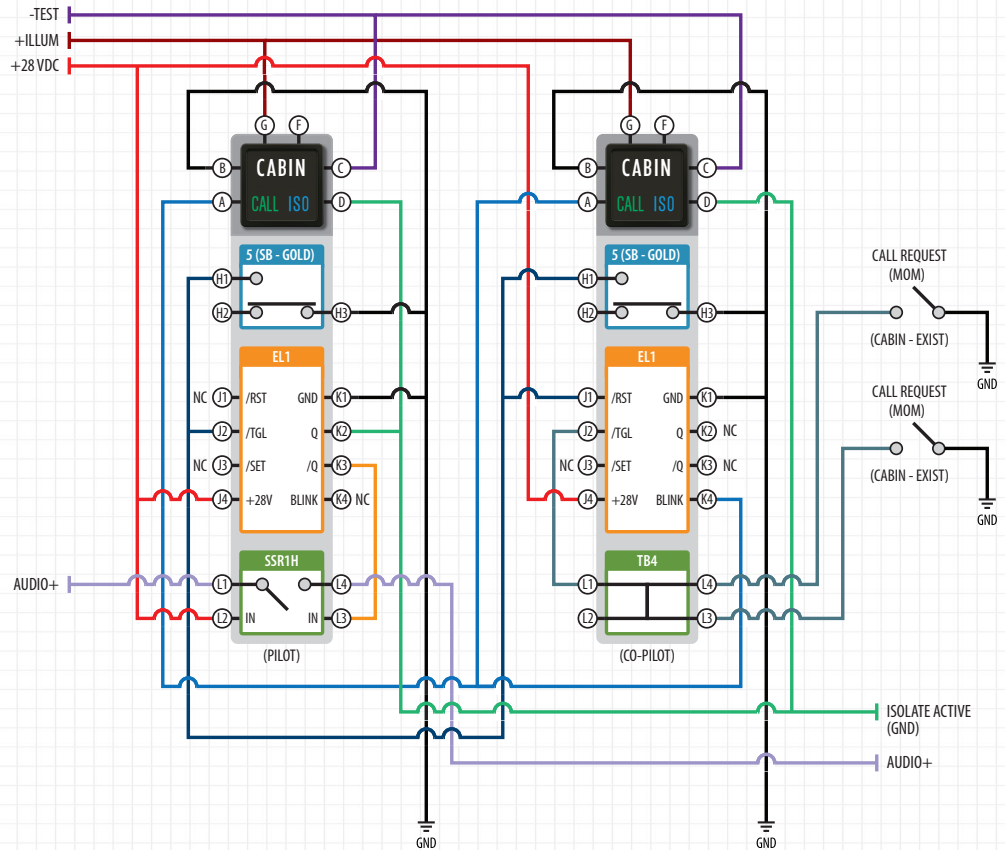 -TEST
+ILLUM
+28 VDC
G F
G F
B CABIN C
B CABIN C
A CALL ISO D
A CALL ISO D
5 (SB - GOLD)
5 (SB - GOLD)
H1
H1
H2 H3
H2 H3
CALL REQUEST
(MOM)
(CABIN - EXIST)
GND
EL1
EL1
NC J1 /RST GND K1
J1 /RST GND K1
J2 /TGL Q K2
J2 /TGL Q K2 NC
NC J3 /SET /Q K3
NC J3 /SET /Q K3 NC
J4 +28V BLINK K4 NC
J4 +28V BLINK K4
CALL REQUEST
(MOM)
(CABIN - EXIST)
GND
SSR1H
TB4
AUDIO+
L1 L4
L1 L4
L2 IN IN L3
L2 L3
(PILOT)
(CO-PILOT)
ISOLATE ACTIVE
(GND)
AUDIO+
GND
GND